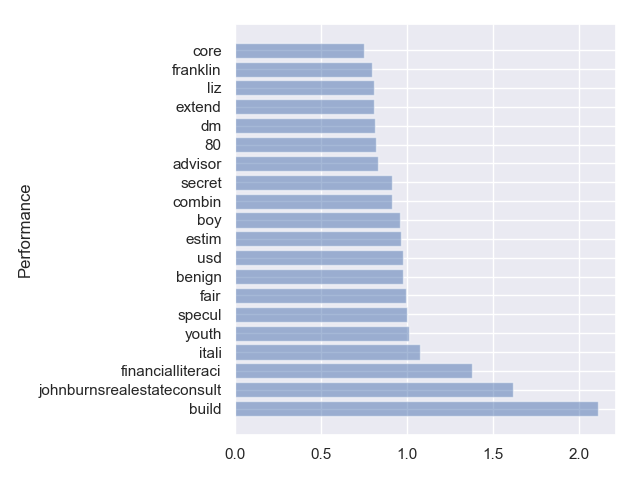 core
franklin
liz
extend
dm
80
advisor
secret
combin
boy
estim
usd
benign
fair
specul
youth
itali
financialliteraci
johnburnsrealestateconsult
build
Performance
0.0 0.5 1.0 1.5 2.0